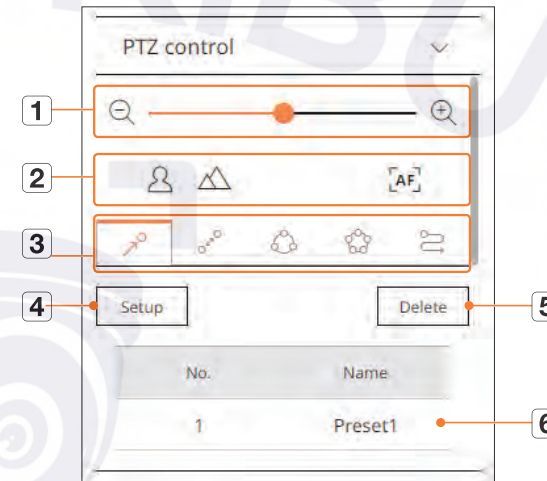 PTZ control
1
2
AF
3
4 Setup Delete 5
No. Name
1 Preset1 6